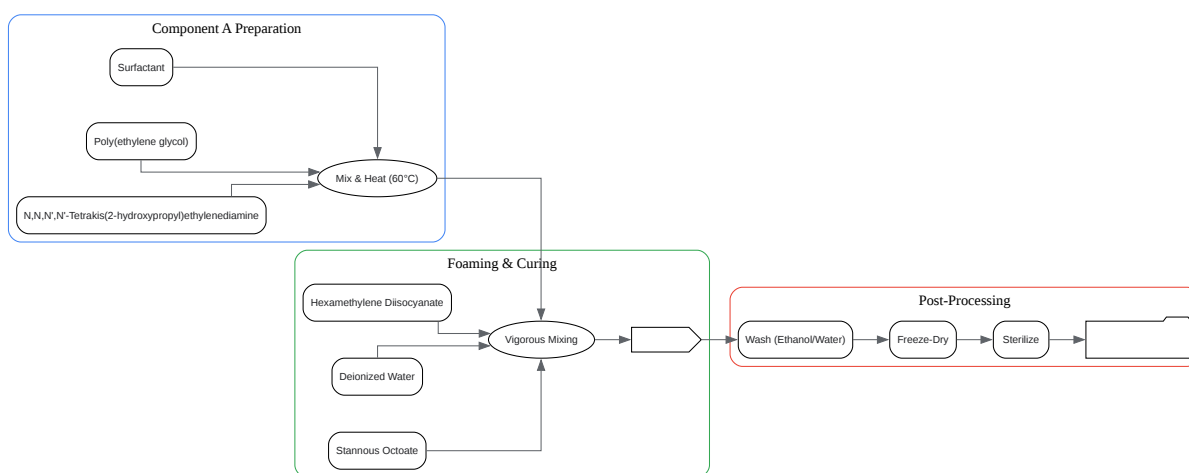 Component A Preparation
Surfactant
Poly(ethylene glycol)
Mix & Heat (60°C)
N,N,N',N'-Tetrakis(2-hydroxypropyl)ethylenediamine
Foaming & Curing
Hexamethylene Diisocyanate
Vigorous Mixing
Deionized Water
Stannous Octoate
Post-Processing
Wash (Ethanol/Water)
Freeze-Dry
Sterilize